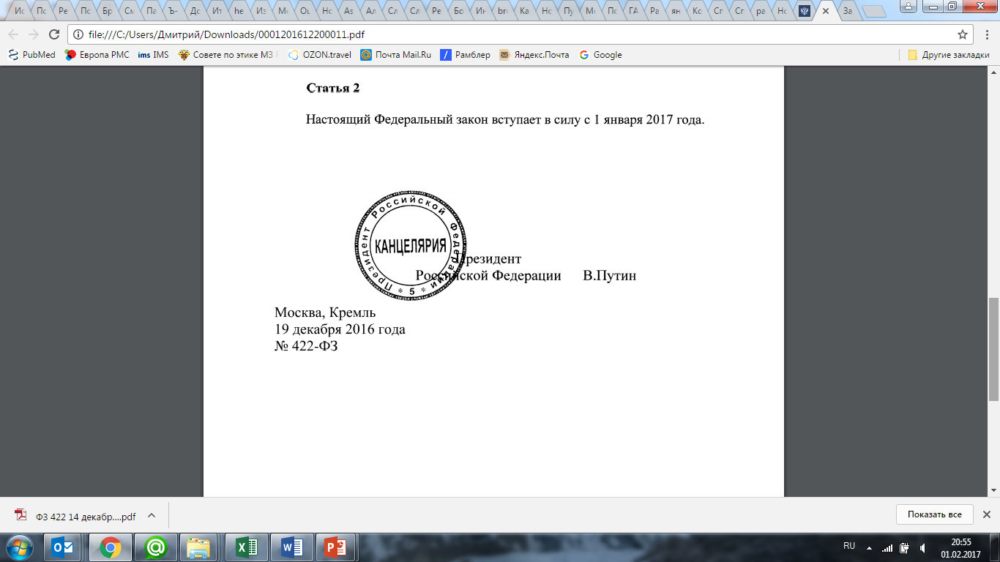 Ис
Пс
Ре
Пс
Бр
См
Па
Ъ-
Дс
Ит
he
Из
Мс
Оц
Нс
As
Ал
Сл
Сл
Ре
Бо
Ин
bro
Ка
Нс
Пу
Ме
Пс
ГА
Ра
ян
Кс
Сп
Сп
ра
Нс
За
file:///C:/Users/Дмитрий/Downloads/0001201612200011.pdf
PubMed Европа PMC ims IMS Совете по этике МЗ OZON.travel Почта Mail.Ru Рамблер Яндекс.Почта Google Другие закладки
Статья 2
Настоящий Федеральный закон вступает в силу с 1 января 2017 года.
Президент Российской Федерации * 5 *
КАНЦЕЛЯРИЯ
Президент
Российской Федерации В.Путин
Москва, Кремль
19 декабря 2016 года
№ 422-ФЗ
ФЗ 422 14 декабр....pdf
Показать все
RU
20:55
01.02.2017